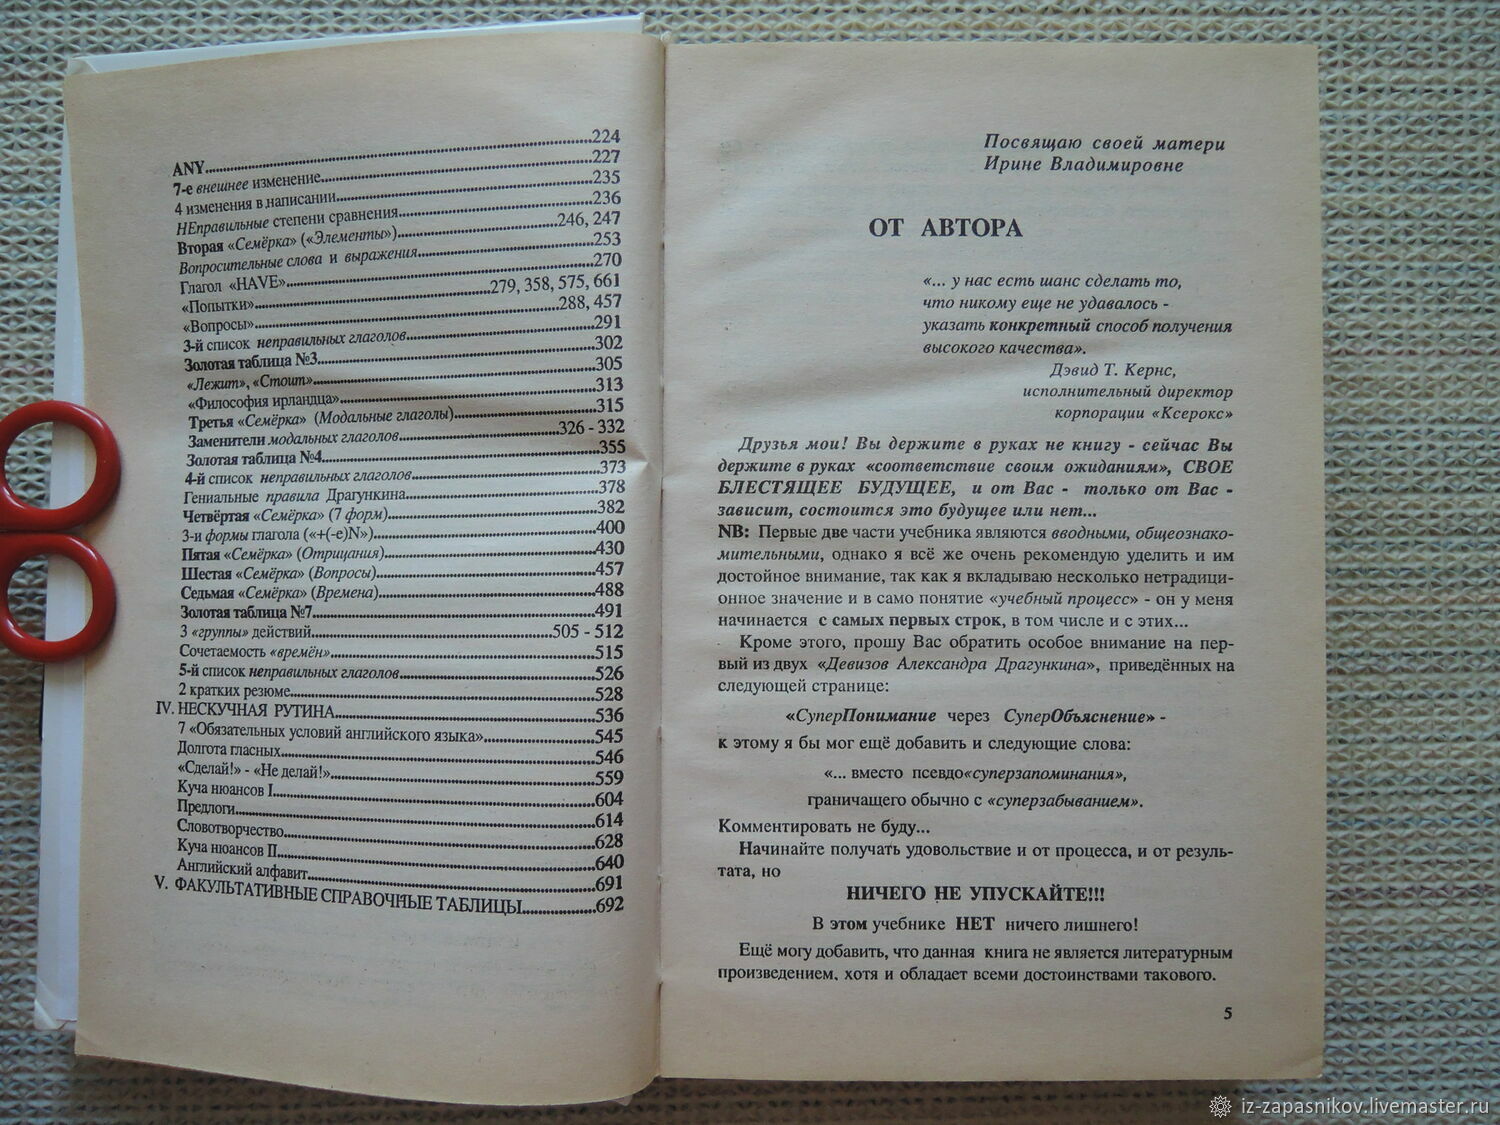 ANY.....224
7-е внешнее изменение.....227
4 изменения в написании.....235
НЕправильные степени сравнения.....236
Вторая «Семёрка» («Элементы»).....246, 247
Вопросительные слова и выражения.....253
Глагол «HAVE».....270
«Попытки».....279, 358, 575, 661
«Вопросы».....288, 457
3-й список неправильных глаголов.....291
Золотая таблица №3.....302
«Лежит», «Стоит».....305
«Философия ирландца».....313
Третья «Семёрка» (Модальные глаголы).....315
Заменители модальных глаголов.....326 - 332
Золотая таблица №4.....355
4-й список неправильных глаголов.....373
Гениальные правила Драгункина.....378
Четвёртая «Семёрка» (7 форм).....382
3-и формы глагола («+(-e)N»).....400
Пятая «Семёрка» (Отрицания).....430
Шестая «Семёрка» (Вопросы).....457
Седьмая «Семёрка» (Времена).....488
Золотая таблица №7.....491
3 «группы» действий.....505 - 512
Сочетаемость «времён».....515
5-й список неправильных глаголов.....526
2 кратких резюме.....528
IV. НЕСКУЧНАЯ РУТИНА.....536
7 «Обязательных условий английского языка».....545
Долгота гласных.....546
«Сделай!» - «Не делай!».....559
Куча нюансов I.....604
Предлоги.....614
Словотворчество.....628
Куча нюансов II.....640
Английский алфавит.....691
V. ФАКУЛЬТАТИВНЫЕ СПРАВОЧНЫЕ ТАБЛИЦЫ.....692
Посвящаю своей матери
Ирине Владимировне
ОТ АВТОРА
«... у нас есть шанс сделать то,
что никому еще не удавалось -
указать конкретный способ получения
высокого качества».
Дэвид Т. Кернс,
исполнительный директор
корпорации «Ксерокс»
Друзья мои! Вы держите в руках не книгу - сейчас Вы
держите в руках «соответствие своим ожиданиям», СВОЕ
БЛЕСТЯЩЕЕ БУДУЩЕЕ, и от Вас - только от Вас -
зависит, состоится это будущее или нет...
NB: Первые две части учебника являются вводными, общеознако-
мительными, однако я всё же очень рекомендую уделить и им
достойное внимание, так как я вкладываю несколько нетрадици-
онное значение и в само понятие «учебный процесс» - он у меня
начинается с самых первых строк, в том числе и с этих...
Кроме этого, прошу Вас обратить особое внимание на пер-
вый из двух «Девизов Александра Драгункина», приведённых на
следующей странице:
«СуперПонимание через СуперОбъяснение» -
к этому я бы мог ещё добавить и следующие слова:
«... вместо псевдо«суперзапоминания»,
граничащего обычно с «суперзабыванием».
Комментировать не буду...
Начинайте получать удовольствие и от процесса, и от резуль-
тата, но
НИЧЕГО НЕ УПУСКАЙТЕ!!!
В этом учебнике НЕТ ничего лишнего!
Ещё могу добавить, что данная книга не является литературным
произведением, хотя и обладает всеми достоинствами такового.
5
iz-zapasnikov.livemaster.ru